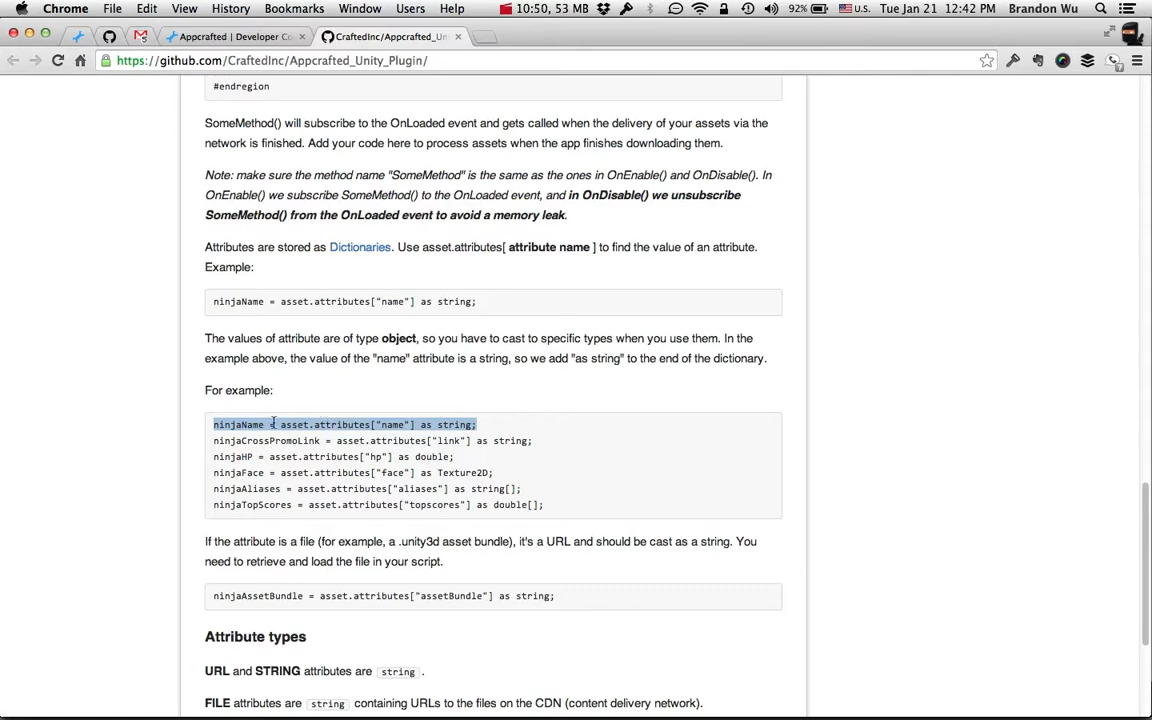 Chrome File Edit View History Bookmarks Window Users Help 10:50, 53 MB 92% U.S. Tue Jan 21 12:42 PM Brandon Wu
Appcrafted | Developer Co × CraftedInc/Appcrafted_Uni ×
https://github.com/CraftedInc/Appcrafted_Unity_Plugin/
#endregion
SomeMethod() will subscribe to the OnLoaded event and gets called when the delivery of your assets via the
network is finished. Add your code here to process assets when the app finishes downloading them.
Note: make sure the method name "SomeMethod" is the same as the ones in OnEnable() and OnDisable(). In
OnEnable() we subscribe SomeMethod() to the OnLoaded event, and in OnDisable() we unsubscribe
SomeMethod() from the OnLoaded event to avoid a memory leak.
Attributes are stored as Dictionaries. Use asset.attributes[ attribute name ] to find the value of an attribute.
Example:
ninjaName = asset.attributes["name"] as string;
The values of attribute are of type object, so you have to cast to specific types when you use them. In the
example above, the value of the "name" attribute is a string, so we add "as string" to the end of the dictionary.
For example:
ninjaName = asset.attributes["name"] as string;
ninjaCrossPromoLink = asset.attributes["link"] as string;
ninjaHP = asset.attributes["hp"] as double;
ninjaFace = asset.attributes["face"] as Texture2D;
ninjaAliases = asset.attributes["aliases"] as string[];
ninjaTopScores = asset.attributes["topscores"] as double[];
If the attribute is a file (for example, a .unity3d asset bundle), it's a URL and should be cast as a string. You
need to retrieve and load the file in your script.
ninjaAssetBundle = asset.attributes["assetBundle"] as string;
Attribute types
URL and STRING attributes are string .
FILE attributes are string containing URLs to the files on the CDN (content delivery network).